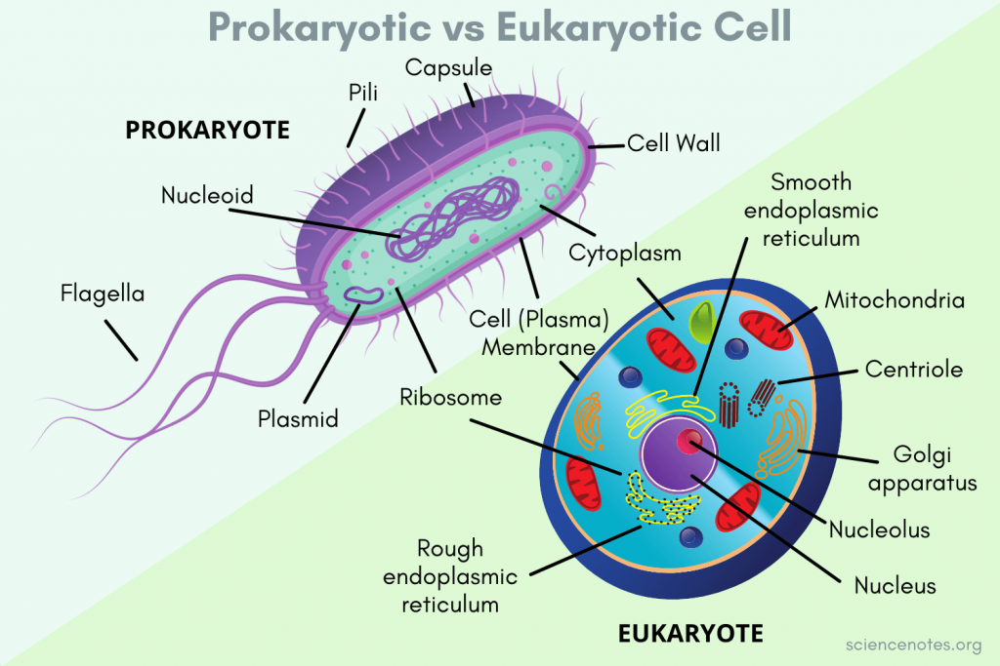 Prokaryotic vs Eukaryotic Cell
Capsule
Pili
PROKARYOTE
Cell Wall
Nucleoid
Smooth
endoplasmic
reticulum
Cytoplasm
Flagella
Mitochondria
Cell (Plasma)
Membrane
Centriole
Ribosome
Plasmid
Golgi
apparatus
Nucleolus
Rough
endoplasmic
reticulum
Nucleus
EUKARYOTE
sciencenotes.org